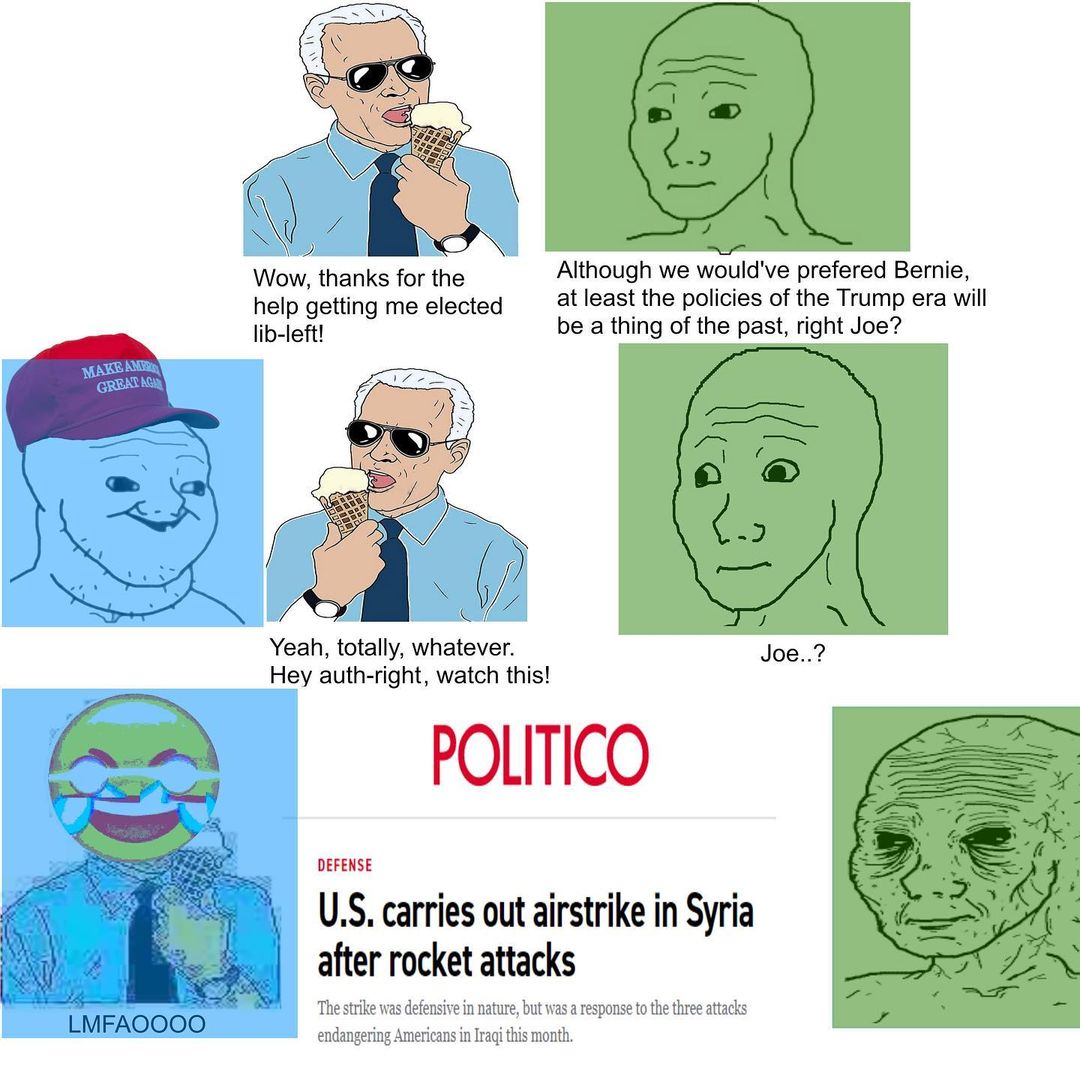 Wow, thanks for the
help getting me elected
lib-left!
Although we would've prefered Bernie,
at least the policies of the Trump era will
be a thing of the past, right Joe?
MAKE AMERICA
GREAT AGAIN
Yeah, totally, whatever.
Hey auth-right, watch this!
Joe..?
LMFAOOOO
POLITICO
DEFENSE
U.S. carries out airstrike in Syria
after rocket attacks
The strike was defensive in nature, but was a response to the three attacks
endangering Americans in Iraqi this month.